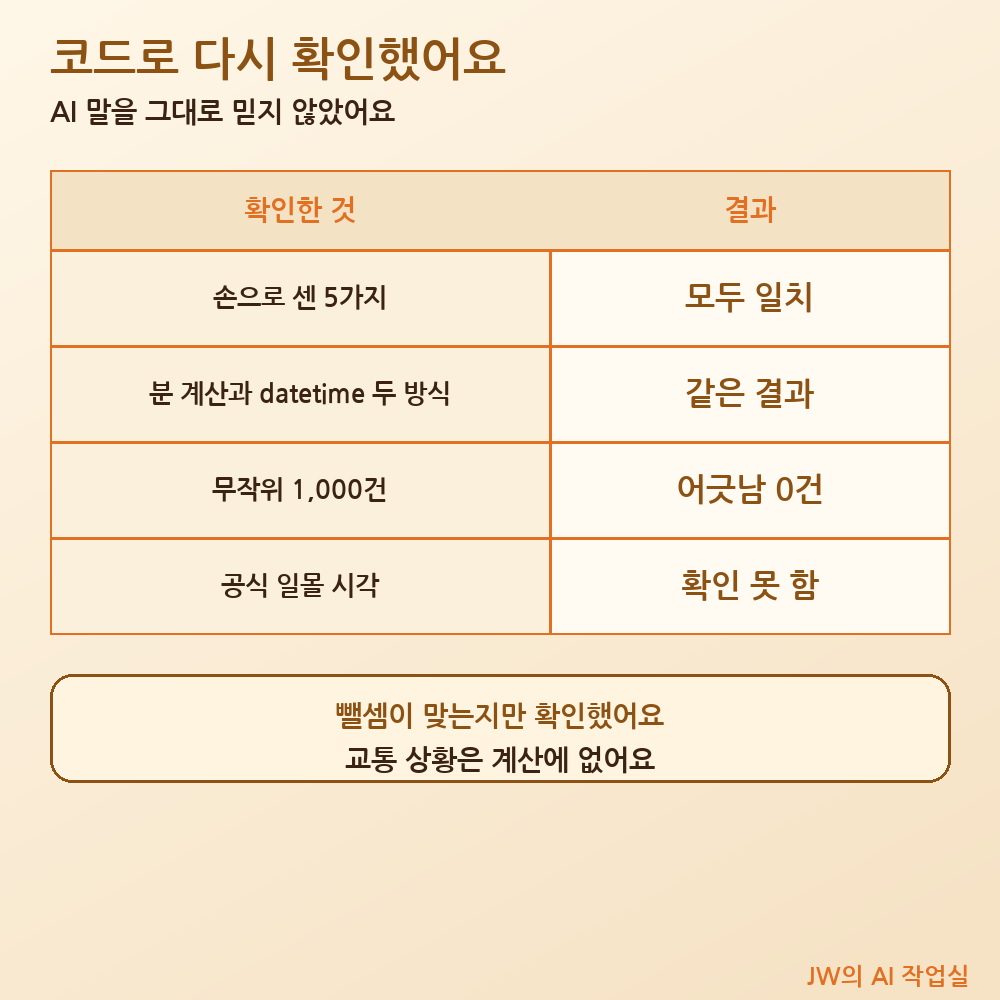 코드로 다시 확인했어요
AI 말을 그대로 믿지 않았어요
확인한 것 결과
손으로 센 5가지 모두 일치
분 계산과 datetime 두 방식 같은 결과
무작위 1,000건 어긋남 0건
공식 일몰 시각 확인 못 함
뺄셈이 맞는지만 확인했어요
교통 상황은 계산에 없어요
JW의 AI 작업실